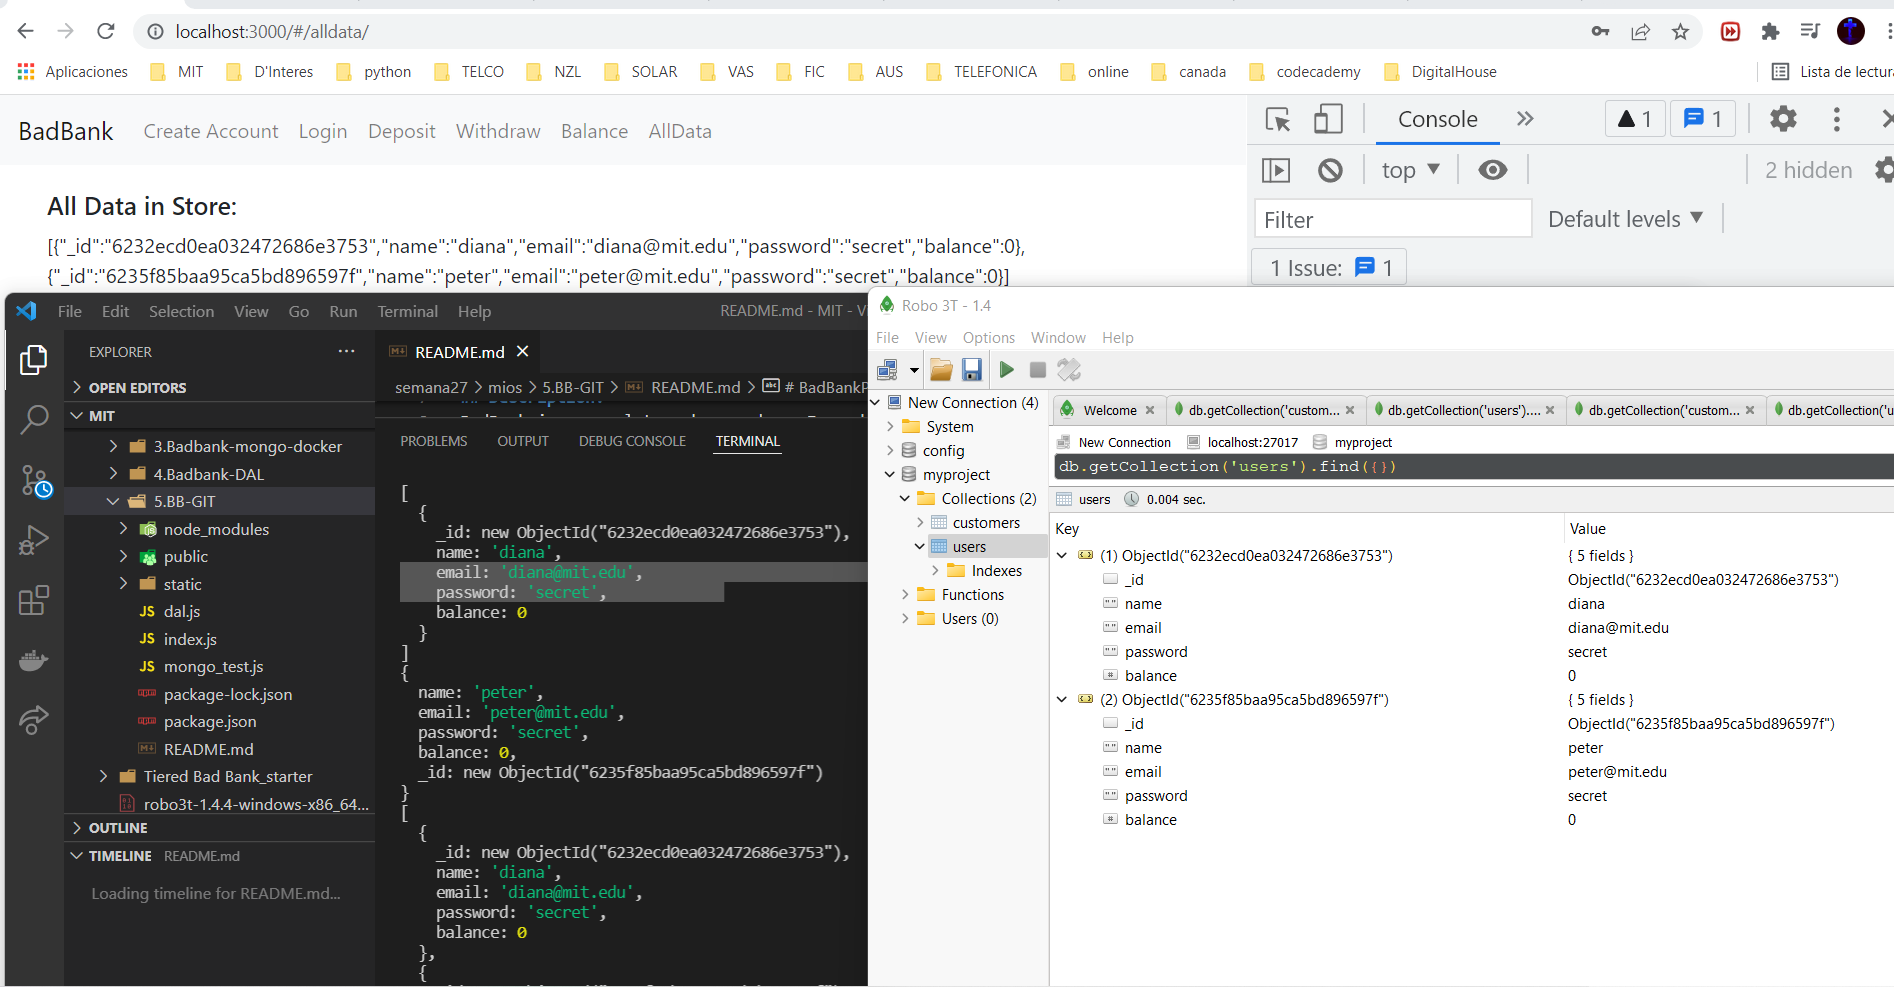 localhost:3000/#/alldata/
Aplicaciones MIT D'Interes python TELCO NZL SOLAR VAS FIC AUS TELEFONICA online canada codecademy DigitalHouse Lista de lectura
BadBank Create Account Login Deposit Withdraw Balance AllData
All Data in Store:
[{"_id":"6232ecd0ea032472686e3753","name":"diana","email":"diana@mit.edu","password":"secret","balance":0},
{"_id":"6235f85baa95ca5bd896597f","name":"peter","email":"peter@mit.edu","password":"secret","balance":0}]
Console 1 1
top 2 hidden
Filter Default levels
1 Issue: 1
File Edit Selection View Go Run Terminal Help README.md - MIT - V
EXPLORER
OPEN EDITORS
MIT
3.Badbank-mongo-docker
4.Badbank-DAL
5.BB-GIT
node_modules
public
static
JS dal.js
JS index.js
JS mongo_test.js
package-lock.json
package.json
README.md
Tiered Bad Bank_starter
robo3t-1.4.4-windows-x86_64...
OUTLINE
TIMELINE README.md
Loading timeline for README.md...
README.md
semana27 > mios > 5.BB-GIT > README.md > # BadBankP
PROBLEMS OUTPUT DEBUG CONSOLE TERMINAL
[
{
_id: new ObjectId("6232ecd0ea032472686e3753"),
name: 'diana',
email: 'diana@mit.edu',
password: 'secret',
balance: 0
}
]
{
name: 'peter',
email: 'peter@mit.edu',
password: 'secret',
balance: 0,
_id: new ObjectId("6235f85baa95ca5bd896597f")
}
[
{
_id: new ObjectId("6232ecd0ea032472686e3753"),
name: 'diana',
email: 'diana@mit.edu',
password: 'secret',
balance: 0
},
{
Robo 3T - 1.4
File View Options Window Help
New Connection (4)
System
config
myproject
Collections (2)
customers
users
Indexes
Functions
Users (0)
Welcome db.getCollection('custom... db.getCollection('users').... db.getCollection('custom... db.getCollection('u
New Connection localhost:27017 myproject
db.getCollection('users').find({})
users 0.004 sec.
Key Value
(1) ObjectId("6232ecd0ea032472686e3753") { 5 fields }
_id ObjectId("6232ecd0ea032472686e3753")
name diana
email diana@mit.edu
password secret
balance 0
(2) ObjectId("6235f85baa95ca5bd896597f") { 5 fields }
_id ObjectId("6235f85baa95ca5bd896597f")
name peter
email peter@mit.edu
password secret
balance 0